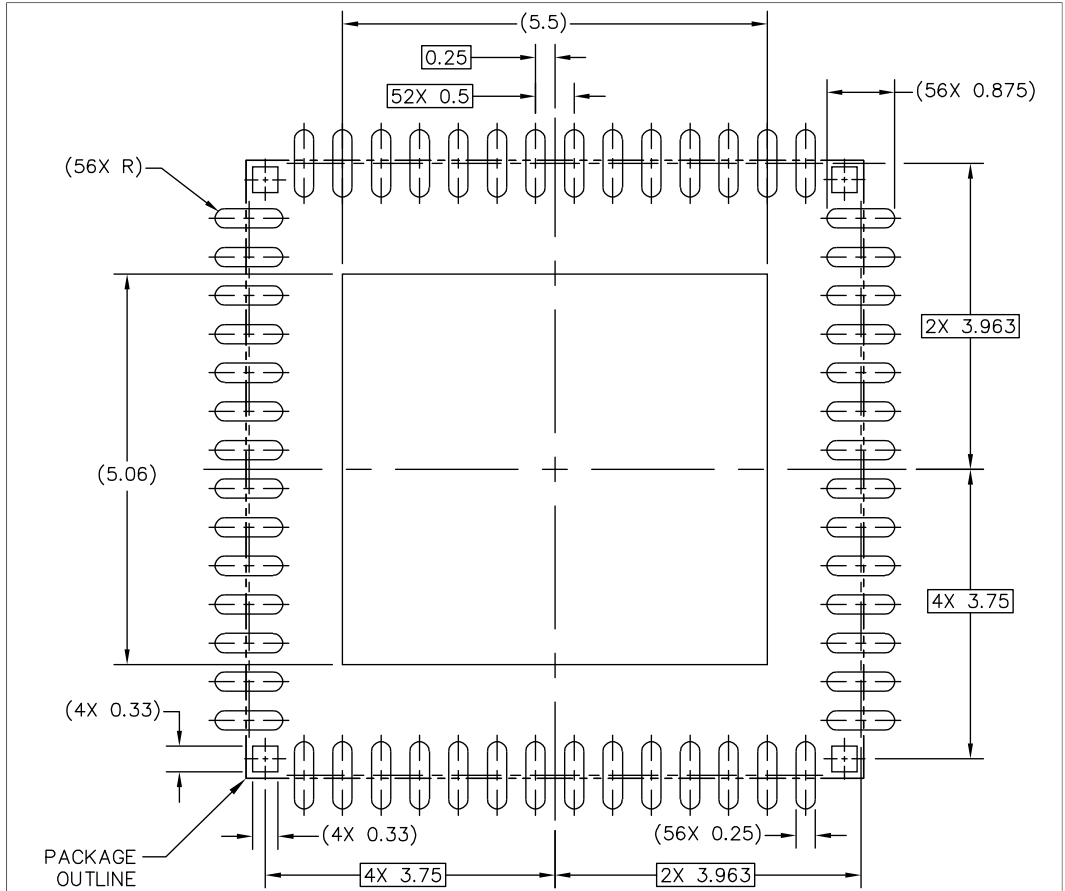 (5.5)
0.25
52X 0.5
(56X 0.875)
(56X R)
2X 3.963
(5.06)
4X 3.75
(4X 0.33)
(4X 0.33)
(56X 0.25)
PACKAGE
OUTLINE
4X 3.75
2X 3.963